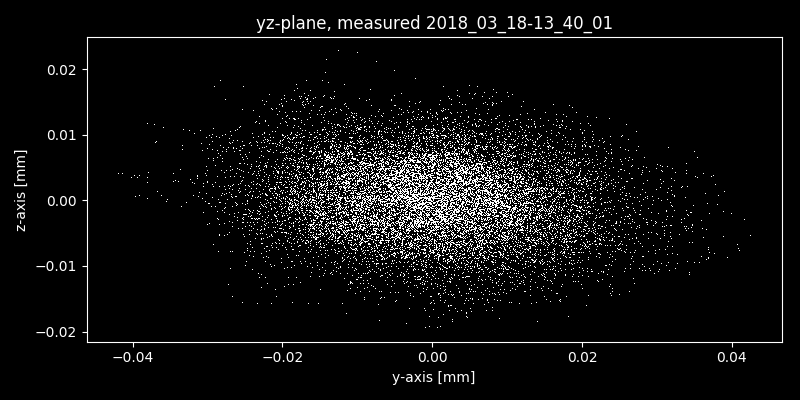 yz-plane, measured 2018_03_18-13_40_01
0.02
0.01
0.00
−0.01
−0.02
z-axis [mm]
−0.04 −0.02 0.00 0.02 0.04
y-axis [mm]